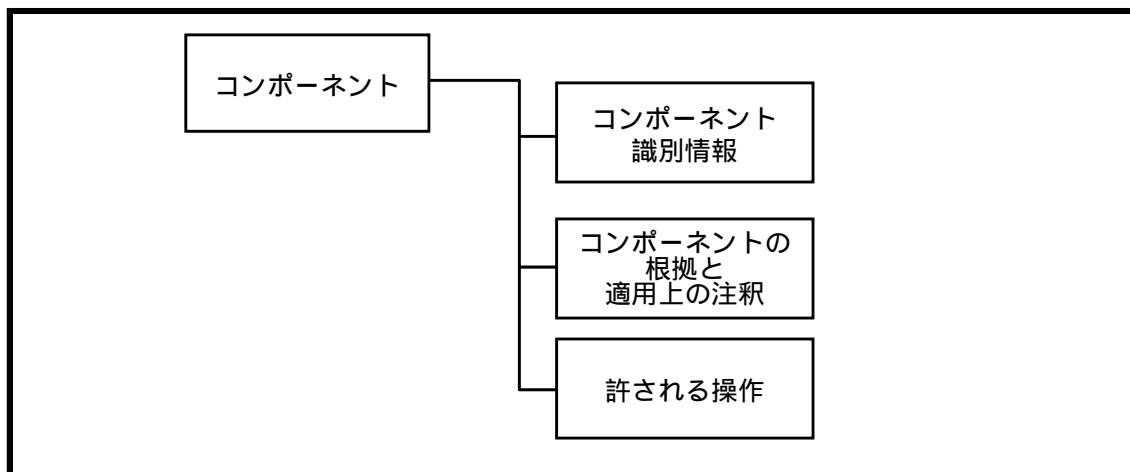 コンポーネント
コンポーネント
識別情報
コンポーネントの
根拠と
適用上の注釈
許される操作